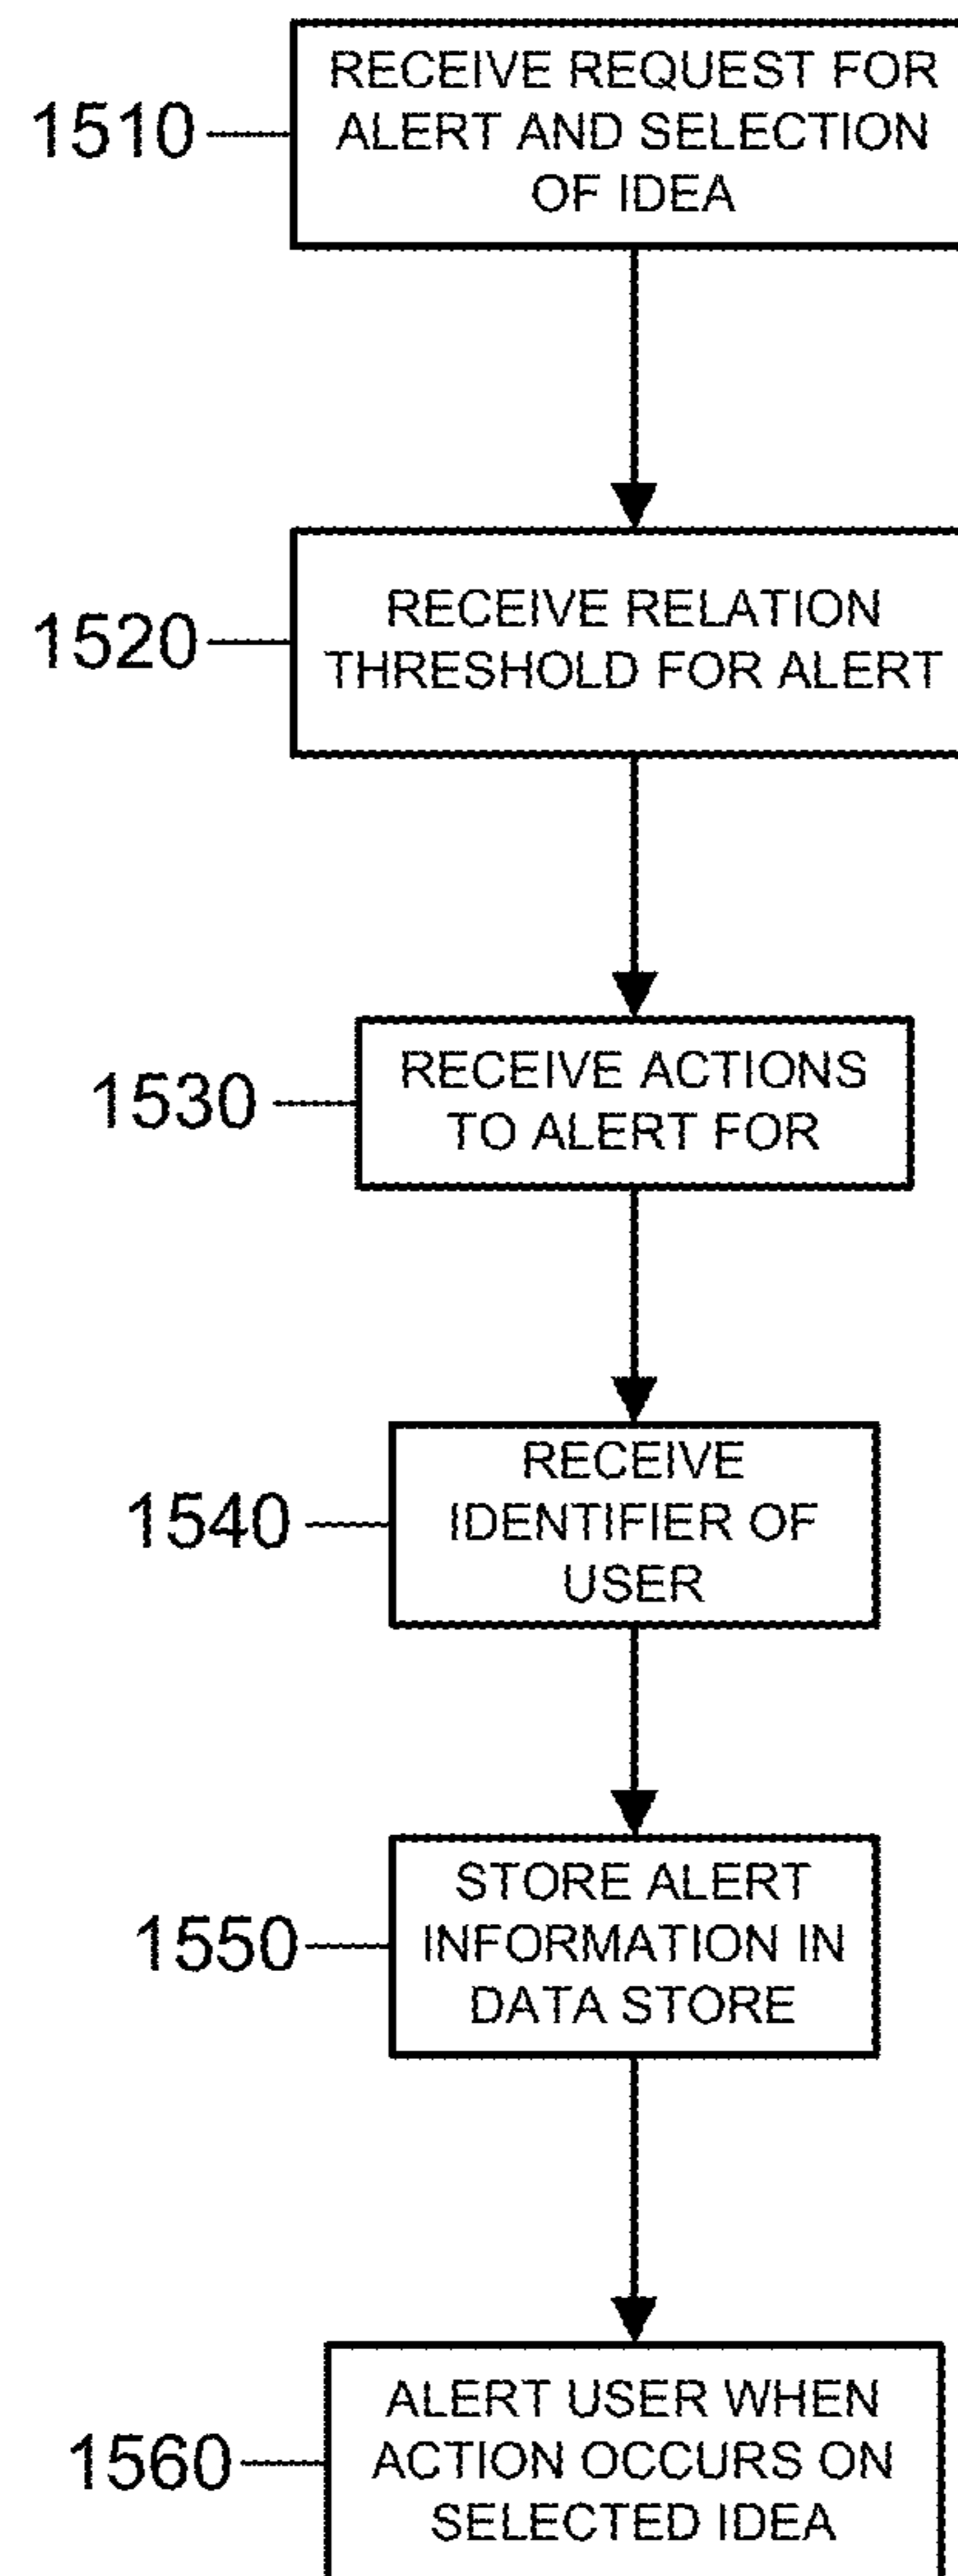 1510
RECEIVE REQUEST FOR
ALERT AND SELECTION
OF IDEA
1520
RECEIVE RELATION
THRESHOLD FOR ALERT
1530
RECEIVE ACTIONS
TO ALERT FOR
1540
RECEIVE
IDENTIFIER OF
USER
1550
STORE ALERT
INFORMATION IN
DATA STORE
1560
ALERT USER WHEN
ACTION OCCURS ON
SELECTED IDEA